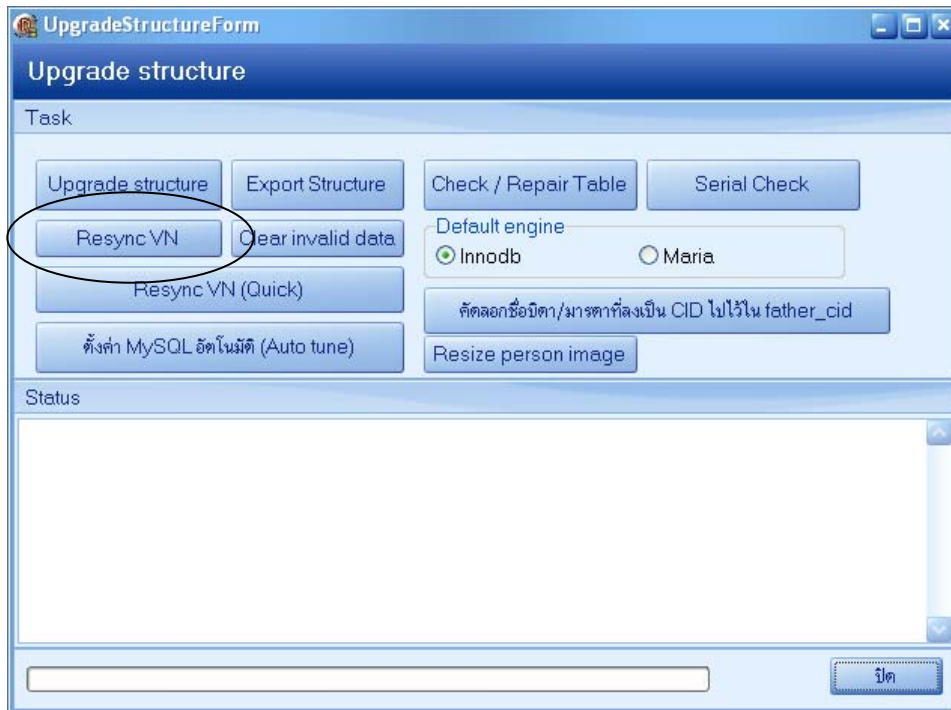 UpgradeStructureForm
Upgrade structure
Task
Upgrade structure
Export Structure
Check / Repair Table
Serial Check
Resync VN
Clear invalid data
Default engine
Innodb
Maria
Resync VN (Quick)
คัดลอกชื่อบิดา/มารดาที่ลงเป็น CID ไปไว้ใน father_cid
ตั้งค่า MySQL อัตโนมัติ (Auto tune)
Resize person image
Status
ปิด